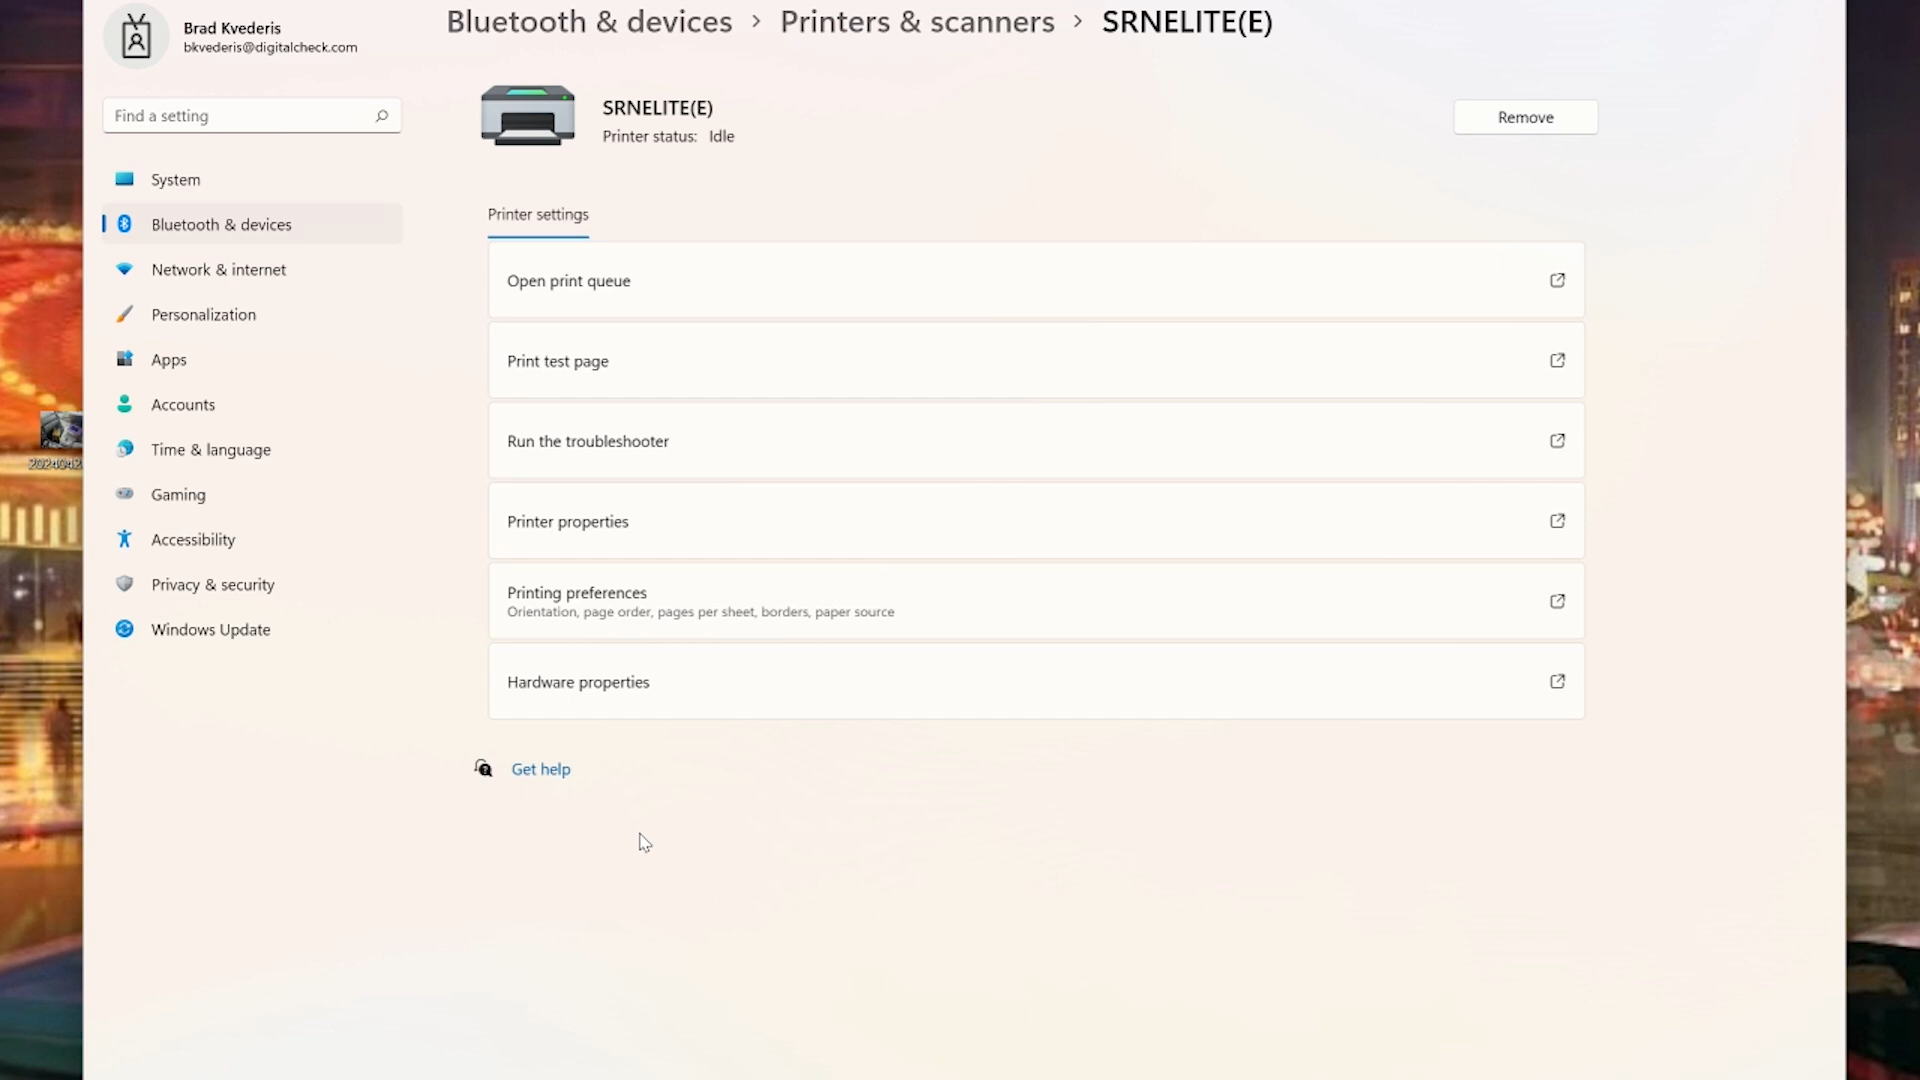 Brad Kvederis
bkvederis@digitalcheck.com
Find a setting
System
Bluetooth & devices
Network & internet
Personalization
Apps
Accounts
Time & language
Gaming
Accessibility
Privacy & security
Windows Update
Bluetooth & devices > Printers & scanners > SRNELITE(E)
SRNELITE(E)
Printer status: Idle
Remove
Printer settings
Open print queue
Print test page
Run the troubleshooter
Printer properties
Printing preferences
Orientation, page order, pages per sheet, borders, paper source
Hardware properties
Get help